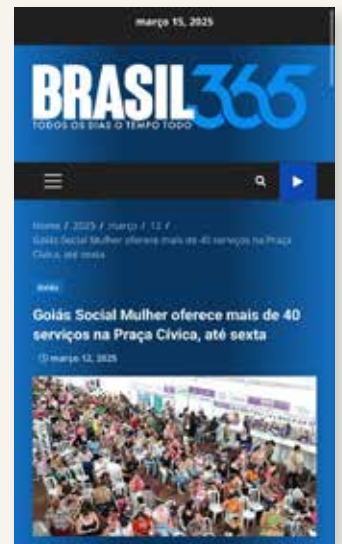 março 15, 2025
BRASIL365
TODOS OS DIAS O TEMPO TODO
Home / 2025 / março / 12 /
Goiás Social Mulher oferece mais de 40 serviços na Praça
Cívica, até sexta
Goiás
Goiás Social Mulher oferece mais de 40
serviços na Praça Cívica, até sexta
março 12, 2025